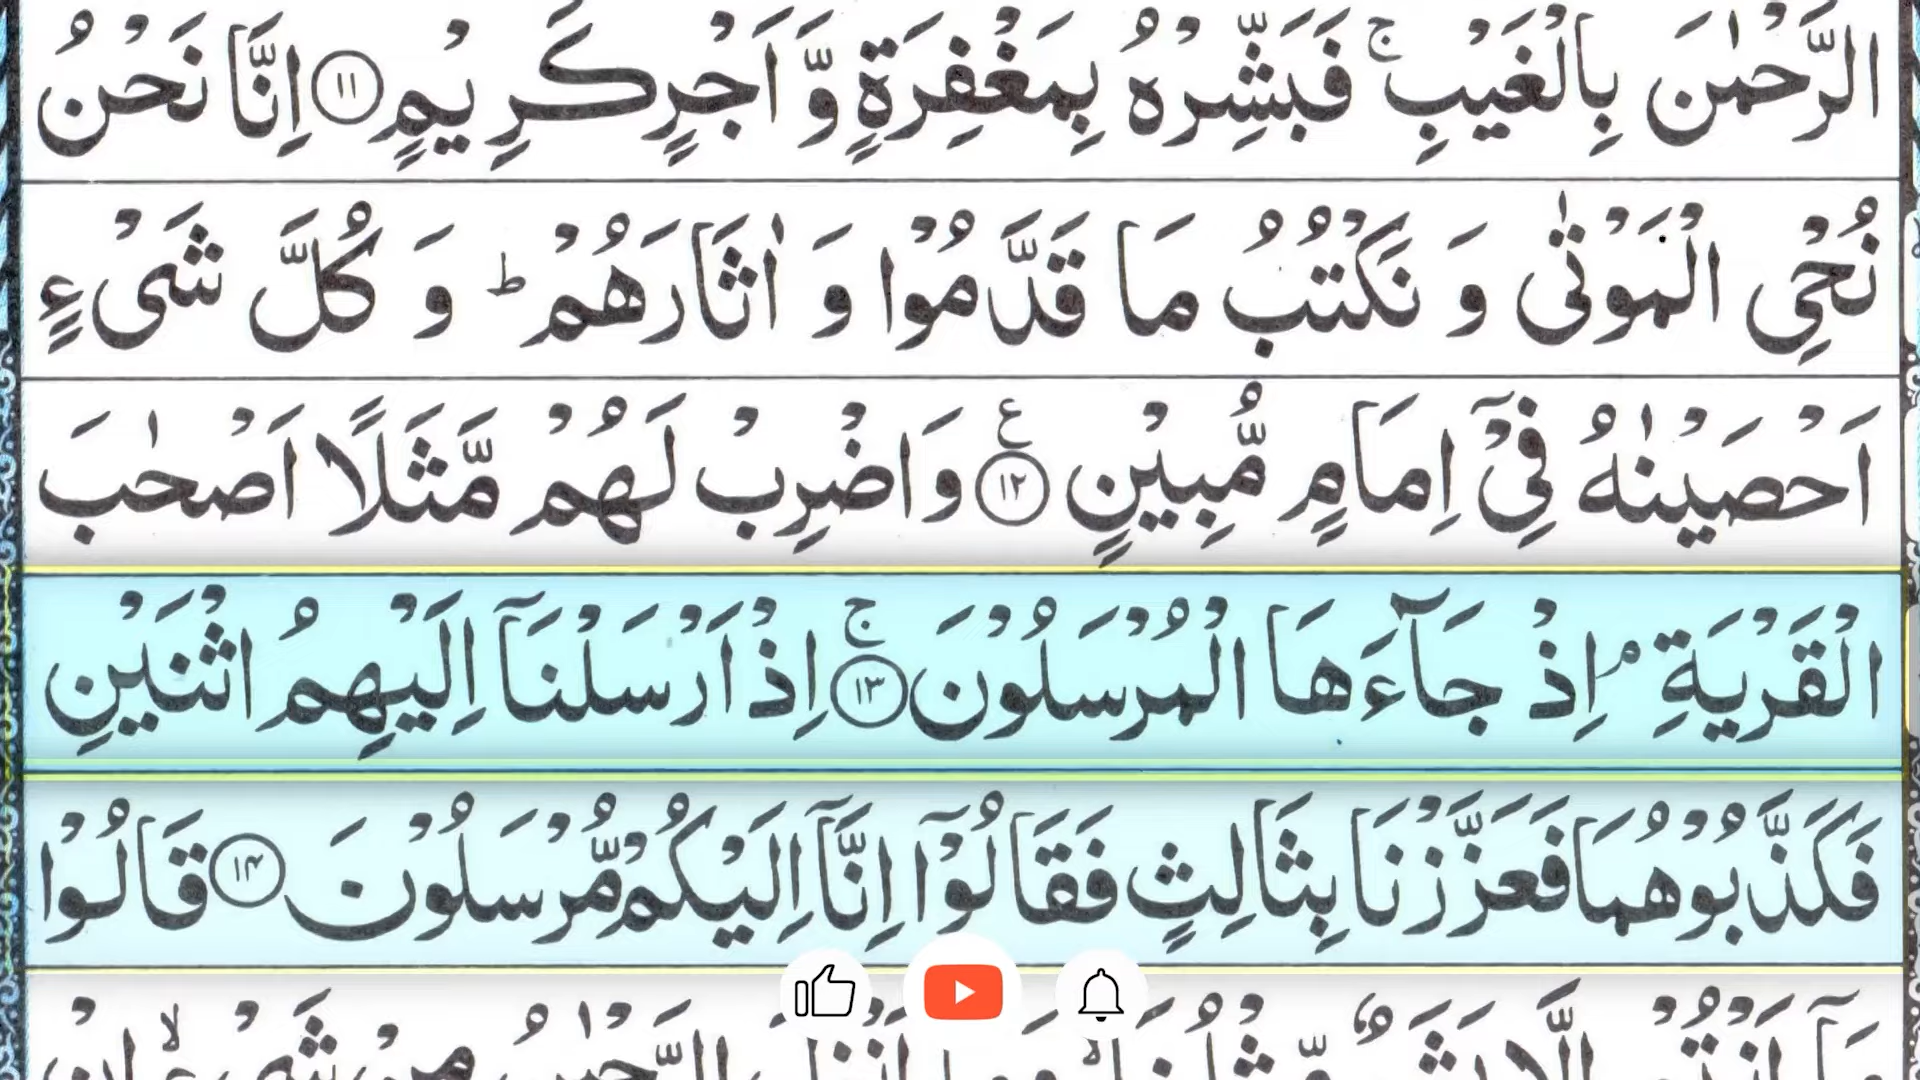 الرَّحْمٰنَ بِالْغَيْبِ ۚ فَبَشِّرْهُ بِمَغْفِرَةٍ وَّ اَجْرٍ كَرِيْمٍ ۝۱۱ اِنَّا نَحْنُ
نُحْيِ الْمَوْتٰى وَ نَكْتُبُ مَا قَدَّمُوْا وَ اٰثَارَهُمْ ؕ وَ كُلَّ شَیْءٍ
اَحْصَيْنٰهُ فِيْۤ اِمَامٍ مُّبِيْنٍ ۝۱۲ ع وَ اضْرِبْ لَهُمْ مَّثَلًا اَصْحٰبَ
الْقَرْيَةِ ۘ اِذْ جَآءَهَا الْمُرْسَلُوْنَ ۝۱۳ۚ اِذْ اَرْسَلْنَاۤ اِلَيْهِمُ اثْنَيْنِ
فَكَذَّبُوْهُمَا فَعَزَّزْنَا بِثَالِثٍ فَقَالُوْۤا اِنَّاۤ اِلَيْكُمْ مُّرْسَلُوْنَ ۝۱۴ قَالُوْا